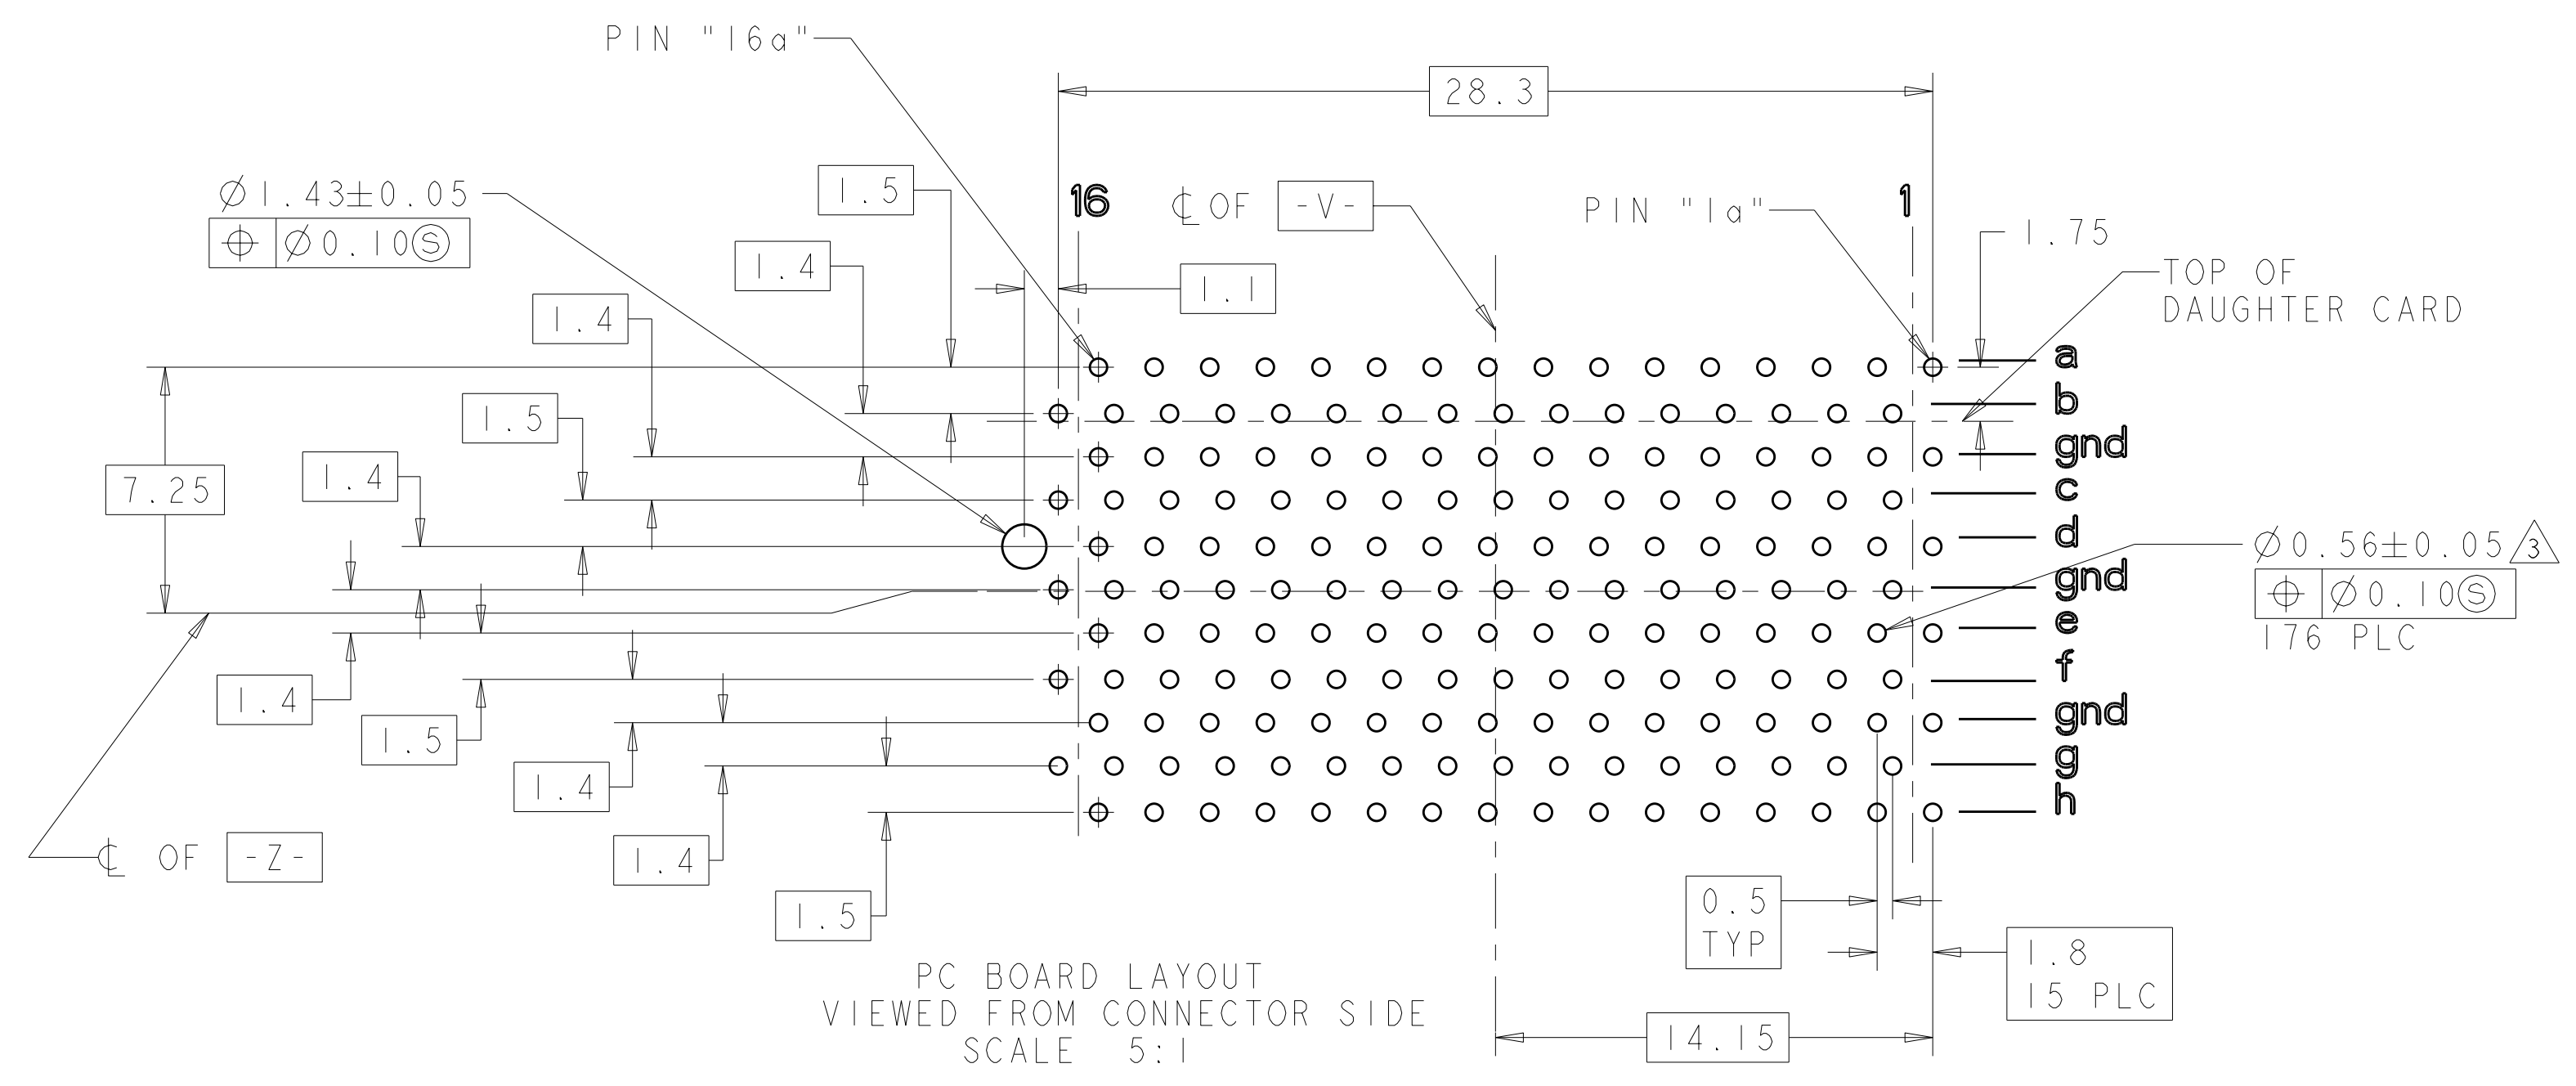 PIN "16a"
28.3
1.5
Ø1.43±0.05
⌖ Ø0.10Ⓢ
16
℄ OF -V-
PIN "1a"
1
1.75
1.4
1.1
TOP OF
DAUGHTER CARD
1.4
a
b
1.5
gnd
1.4
7.25
c
d
Ø0.56±0.05 3
⌖ Ø0.10Ⓢ
176 PLC
gnd
e
f
1.4
gnd
1.5
g
1.4
h
℄ OF -Z-
1.4
1.5
0.5
TYP
1.8
15 PLC
14.15
PC BOARD LAYOUT
VIEWED FROM CONNECTOR SIDE
SCALE 5:1